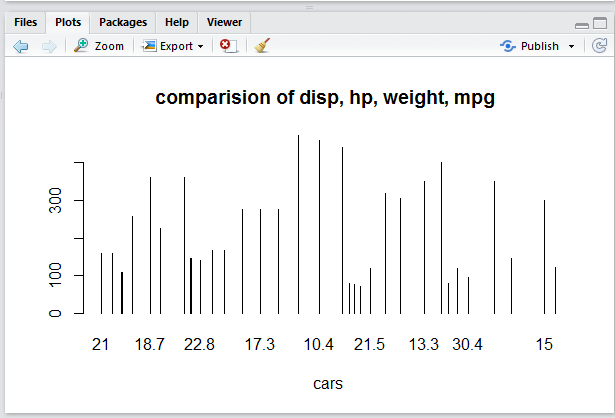 Files Plots Packages Help Viewer
Zoom Export Publish
comparision of disp, hp, weight, mpg
300
100
0
21 18.7 22.8 17.3 10.4 21.5 13.3 30.4 15
cars